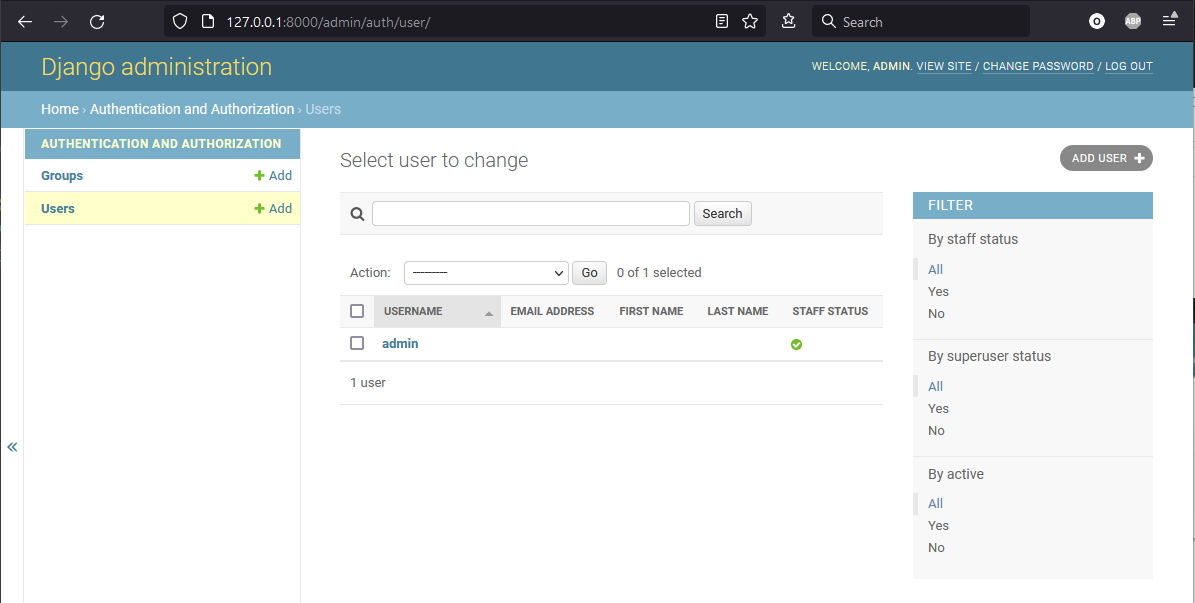 127.0.0.1:8000/admin/auth/user/
Search
ABP
Django administration
WELCOME, ADMIN. VIEW SITE / CHANGE PASSWORD / LOG OUT
Home › Authentication and Authorization › Users
AUTHENTICATION AND AUTHORIZATION
Groups + Add
Users + Add
«
Select user to change
ADD USER +
Search
Action: --------- Go 0 of 1 selected
USERNAME EMAIL ADDRESS FIRST NAME LAST NAME STAFF STATUS
admin
1 user
FILTER
By staff status
All
Yes
No
By superuser status
All
Yes
No
By active
All
Yes
No